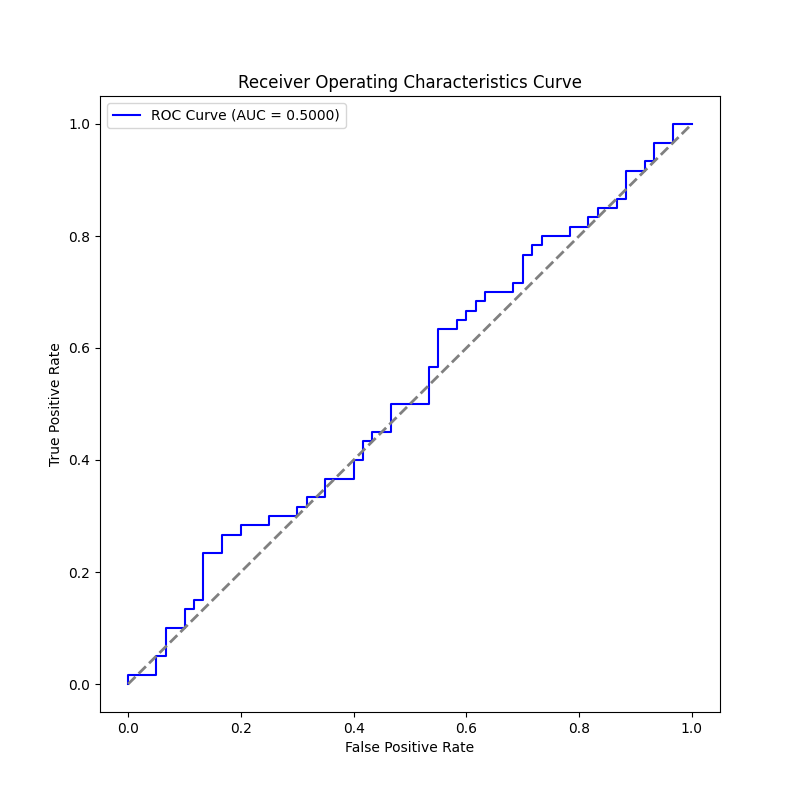 Receiver Operating Characteristics Curve
ROC Curve (AUC = 0.5000)
1.0
0.8
0.6
0.4
0.2
0.0
True Positive Rate
0.0 0.2 0.4 0.6 0.8 1.0
False Positive Rate